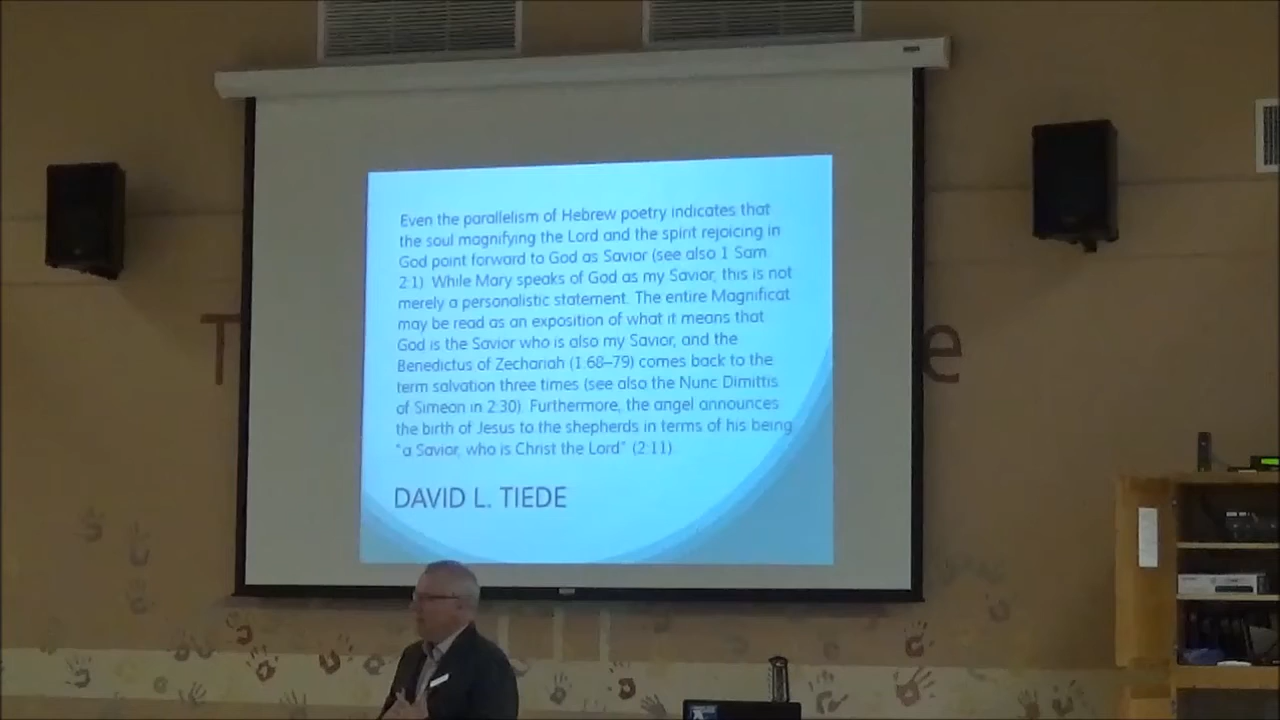 Even the parallelism of Hebrew poetry indicates that
the soul magnifying the Lord and the spirit rejoicing in
God point forward to God as Savior (see also 1 Sam.
2:1). While Mary speaks of God as my Savior, this is not
merely a personalistic statement. The entire Magnificat
may be read as an exposition of what it means that
God is the Savior who is also my Savior, and the
Benedictus of Zechariah (1:68–79) comes back to the
term salvation three times (see also the Nunc Dimittis
of Simeon in 2:30). Furthermore, the angel announces
the birth of Jesus to the shepherds in terms of his being
"a Savior, who is Christ the Lord" (2:11).
DAVID L. TIEDE
T
e